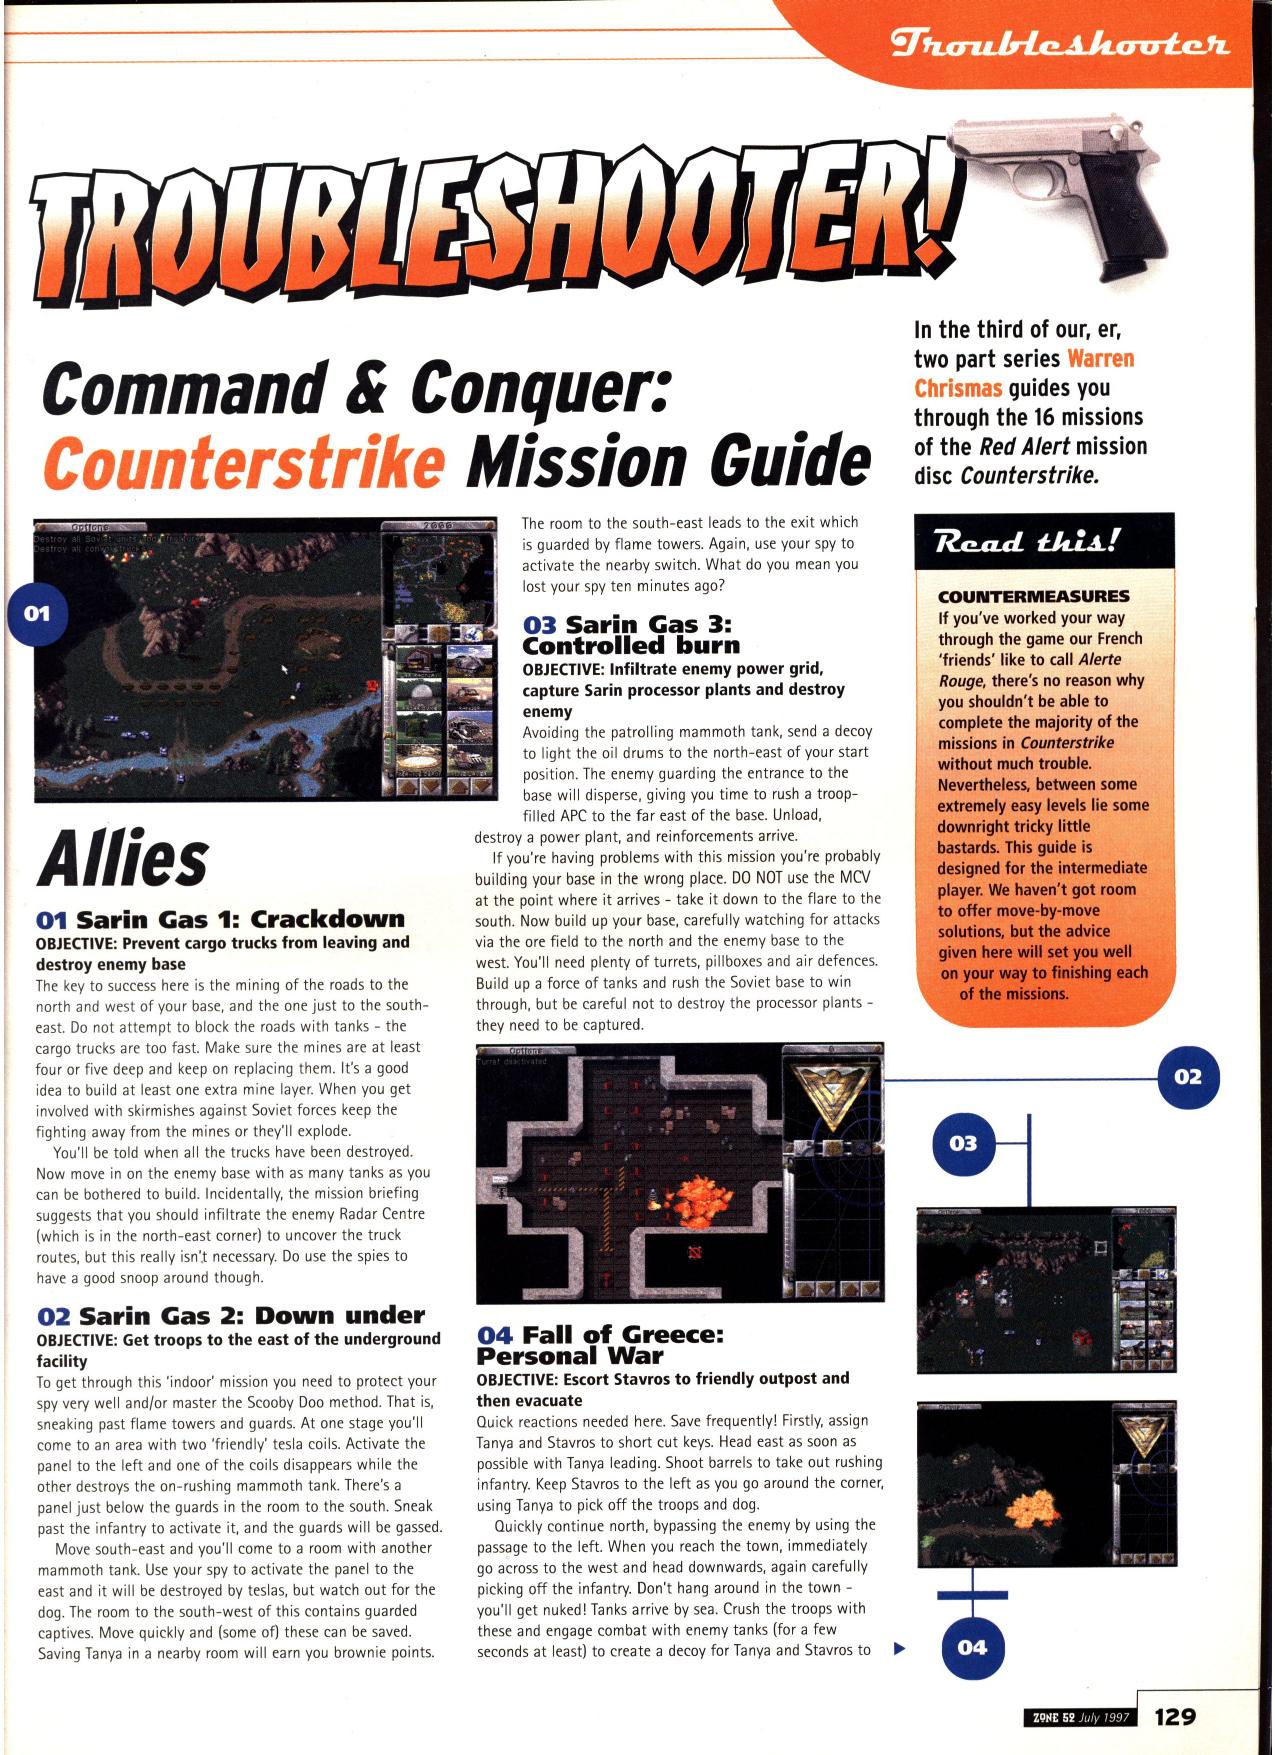 Troubleshooter
TROUBLESHOOTER!
Command & Conquer:
Counterstrike Mission Guide
In the third of our, er,
two part series Warren
Chrismas guides you
through the 16 missions
of the Red Alert mission
disc Counterstrike.
Options
2666
Destroy all Soviet units and structures
Destroy all convoy trucks
01
Allies
01 Sarin Gas 1: Crackdown
OBJECTIVE: Prevent cargo trucks from leaving and
destroy enemy base
The key to success here is the mining of the roads to the
north and west of your base, and the one just to the south-
east. Do not attempt to block the roads with tanks – the
cargo trucks are too fast. Make sure the mines are at least
four or five deep and keep on replacing them. It's a good
idea to build at least one extra mine layer. When you get
involved with skirmishes against Soviet forces keep the
fighting away from the mines or they'll explode.
You'll be told when all the trucks have been destroyed.
Now move in on the enemy base with as many tanks as you
can be bothered to build. Incidentally, the mission briefing
suggests that you should infiltrate the enemy Radar Centre
(which is in the north-east corner) to uncover the truck
routes, but this really isn't necessary. Do use the spies to
have a good snoop around though.
02 Sarin Gas 2: Down under
OBJECTIVE: Get troops to the east of the underground
facility
To get through this 'indoor' mission you need to protect your
spy very well and/or master the Scooby Doo method. That is,
sneaking past flame towers and guards. At one stage you'll
come to an area with two 'friendly' tesla coils. Activate the
panel to the left and one of the coils disappears while the
other destroys the on-rushing mammoth tank. There's a
panel just below the guards in the room to the south. Sneak
past the infantry to activate it, and the guards will be gassed.
Move south-east and you'll come to a room with another
mammoth tank. Use your spy to activate the panel to the
east and it will be destroyed by teslas, but watch out for the
dog. The room to the south-west of this contains guarded
captives. Move quickly and (some of) these can be saved.
Saving Tanya in a nearby room will earn you brownie points.
The room to the south-east leads to the exit which
is guarded by flame towers. Again, use your spy to
activate the nearby switch. What do you mean you
lost your spy ten minutes ago?
03 Sarin Gas 3:
Controlled burn
OBJECTIVE: Infiltrate enemy power grid,
capture Sarin processor plants and destroy
enemy
Avoiding the patrolling mammoth tank, send a decoy
to light the oil drums to the north-east of your start
position. The enemy guarding the entrance to the
base will disperse, giving you time to rush a troop-
filled APC to the far east of the base. Unload,
destroy a power plant, and reinforcements arrive.
If you're having problems with this mission you're probably
building your base in the wrong place. DO NOT use the MCV
at the point where it arrives – take it down to the flare to the
south. Now build up your base, carefully watching for attacks
via the ore field to the north and the enemy base to the
west. You'll need plenty of turrets, pillboxes and air defences.
Build up a force of tanks and rush the Soviet base to win
through, but be careful not to destroy the processor plants –
they need to be captured.
Options
0
Turret deactivated
04 Fall of Greece:
Personal War
OBJECTIVE: Escort Stavros to friendly outpost and
then evacuate
Quick reactions needed here. Save frequently! Firstly, assign
Tanya and Stavros to short cut keys. Head east as soon as
possible with Tanya leading. Shoot barrels to take out rushing
infantry. Keep Stavros to the left as you go around the corner,
using Tanya to pick off the troops and dog.
Quickly continue north, bypassing the enemy by using the
passage to the left. When you reach the town, immediately
go across to the west and head downwards, again carefully
picking off the infantry. Don't hang around in the town –
you'll get nuked! Tanks arrive by sea. Crush the troops with
these and engage combat with enemy tanks (for a few
seconds at least) to create a decoy for Tanya and Stavros to
Read this!
COUNTERMEASURES
If you've worked your way
through the game our French
'friends' like to call Alerte
Rouge, there's no reason why
you shouldn't be able to
complete the majority of the
missions in Counterstrike
without much trouble.
Nevertheless, between some
extremely easy levels lie some
downright tricky little
bastards. This guide is
designed for the intermediate
player. We haven't got room
to offer move-by-move
solutions, but the advice
given here will set you well
on your way to finishing each
of the missions.
02
03
04
ZONE 52 July 1997
129